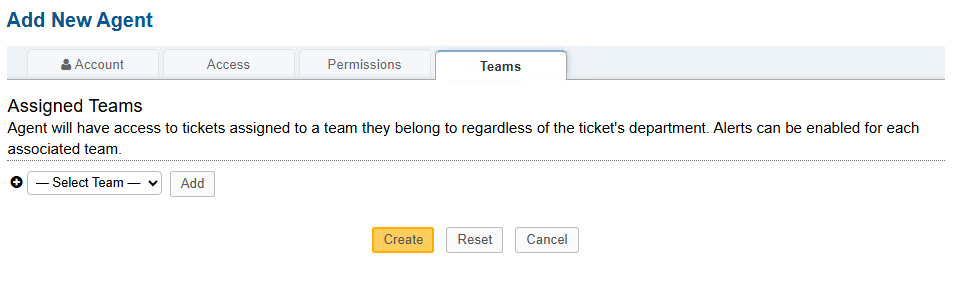 Add New Agent
Account Access Permissions Teams
Assigned Teams
Agent will have access to tickets assigned to a team they belong to regardless of the ticket's department. Alerts can be enabled for each
associated team.
— Select Team — Add
Create Reset Cancel